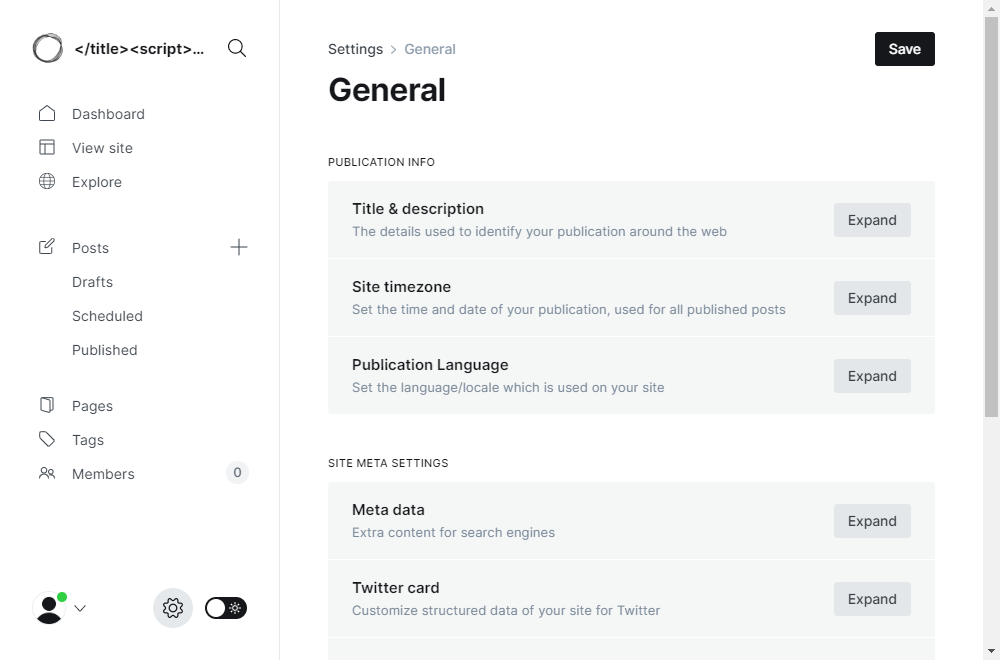 </title><script>...
Dashboard
View site
Explore
Posts
Drafts
Scheduled
Published
Pages
Tags
Members
0
Settings
General
Save
General
PUBLICATION INFO
Title & description
The details used to identify your publication around the web
Expand
Site timezone
Set the time and date of your publication, used for all published posts
Expand
Publication Language
Set the language/locale which is used on your site
Expand
SITE META SETTINGS
Meta data
Extra content for search engines
Expand
Twitter card
Customize structured data of your site for Twitter
Expand